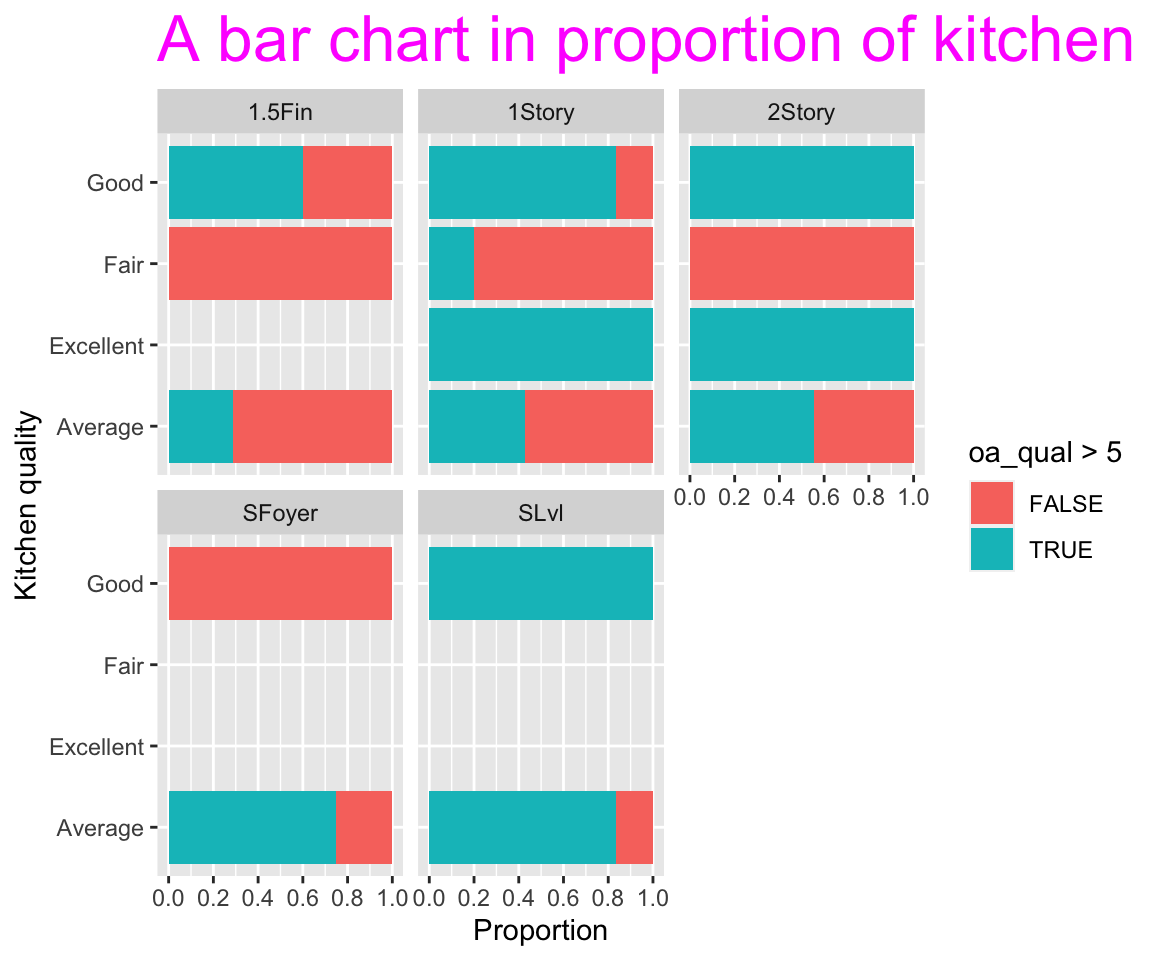 A bar chart in proportion of kitchen
1.5Fin 1Story 2Story
Good
Fair
Excellent
Average
0.0 0.2 0.4 0.6 0.8 1.0
SFoyer SLvl
Good
Fair
Excellent
Average
0.0 0.2 0.4 0.6 0.8 1.0 0.0 0.2 0.4 0.6 0.8 1.0
Proportion
Kitchen quality
oa_qual > 5
FALSE
TRUE